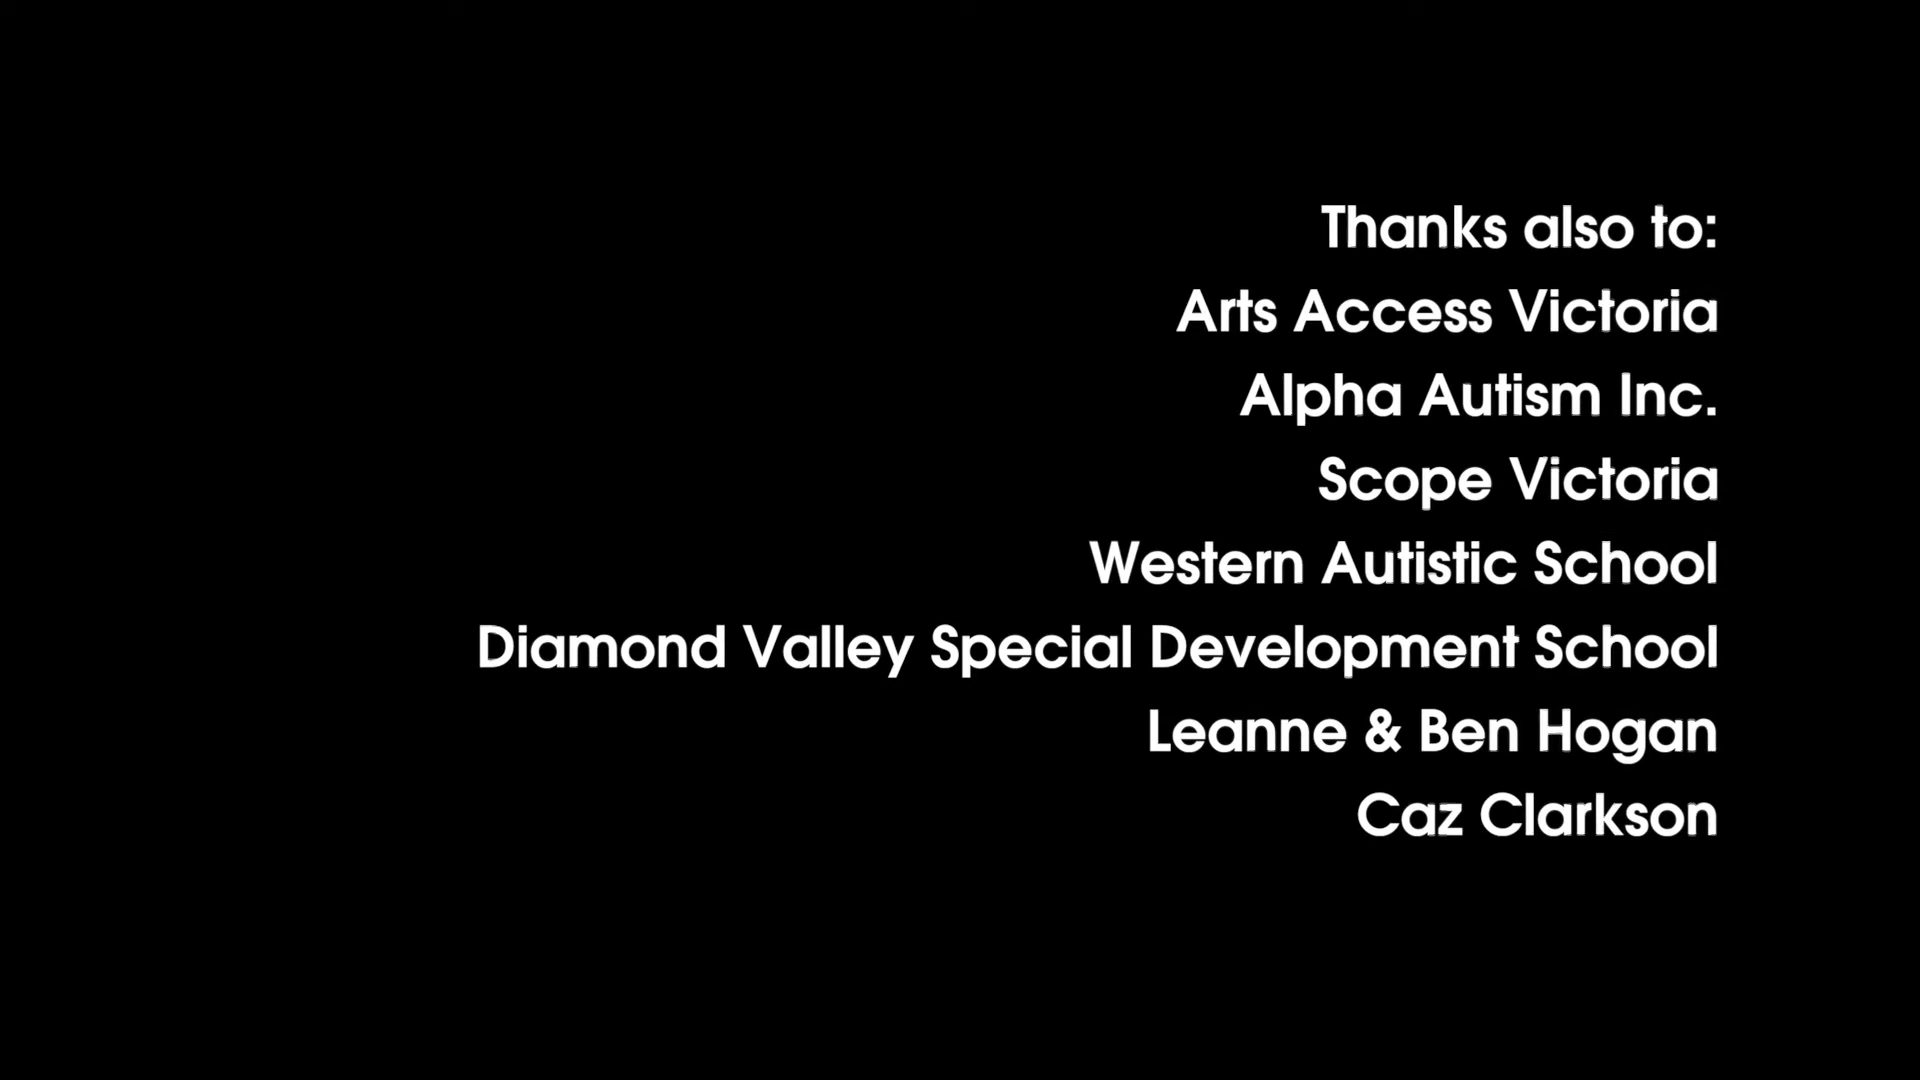 Thanks also to:
Arts Access Victoria
Alpha Autism Inc.
Scope Victoria
Western Autistic School
Diamond Valley Special Development School
Leanne & Ben Hogan
Caz Clarkson